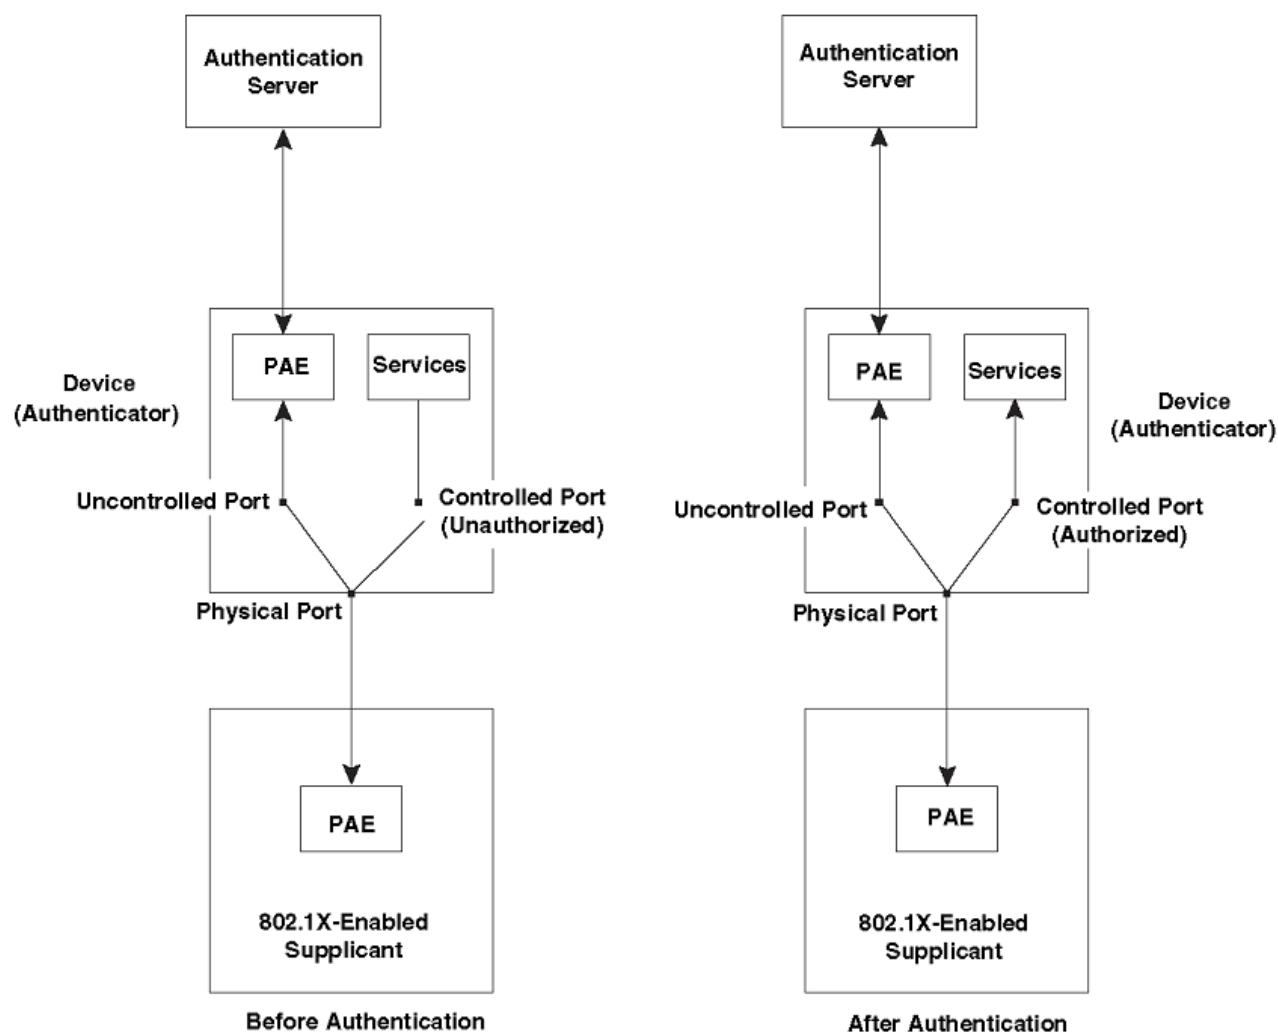 Authentication
Server
PAE
Services
Device
(Authenticator)
Uncontrolled Port
Controlled Port
(Unauthorized)
Physical Port
PAE
802.1X-Enabled
Supplicant
Before Authentication
Authentication
Server
PAE
Services
Device
(Authenticator)
Uncontrolled Port
Controlled Port
(Authorized)
Physical Port
PAE
802.1X-Enabled
Supplicant
After Authentication